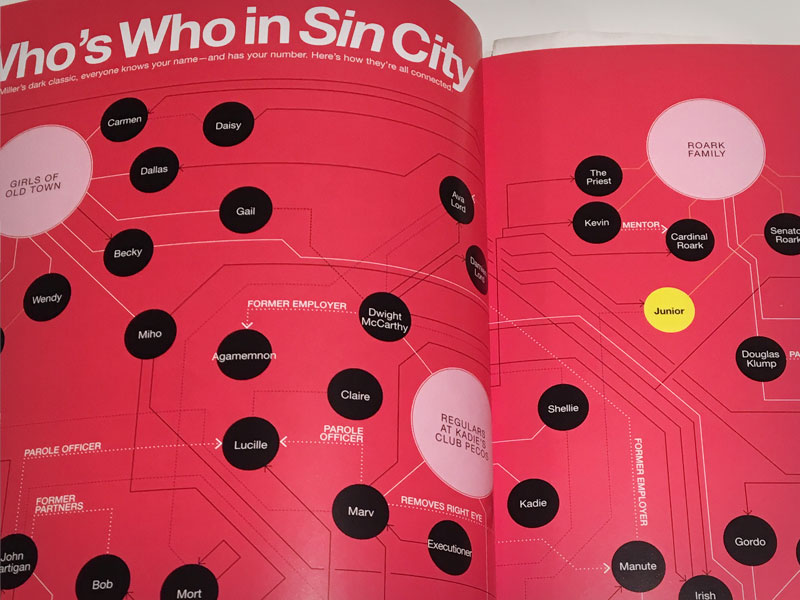 Who's Who in Sin City
Miller's dark classic, everyone knows your name—and has your number. Here's how they're all connected.
Carmen
Daisy
GIRLS OF
OLD TOWN
Dallas
Gail
Becky
Wendy
Miho
Ava
Lord
Lord
FORMER EMPLOYER
Dwight
McCarthy
Agamemnon
Claire
REGULARS
AT KADIE'S
CLUB PECOS
PAROLE OFFICER
Lucille
PAROLE
OFFICER
FORMER
PARTNERS
Marv
REMOVES RIGHT EYE
Executioner
John
Bob
Mort
ROARK
FAMILY
The
Priest
Kevin
MENTOR
Cardinal
Roark
Senator
Roark
Junior
Douglas
Klump
Shellie
FORMER EMPLOYER
Kadie
Manute
Gordo
Irish